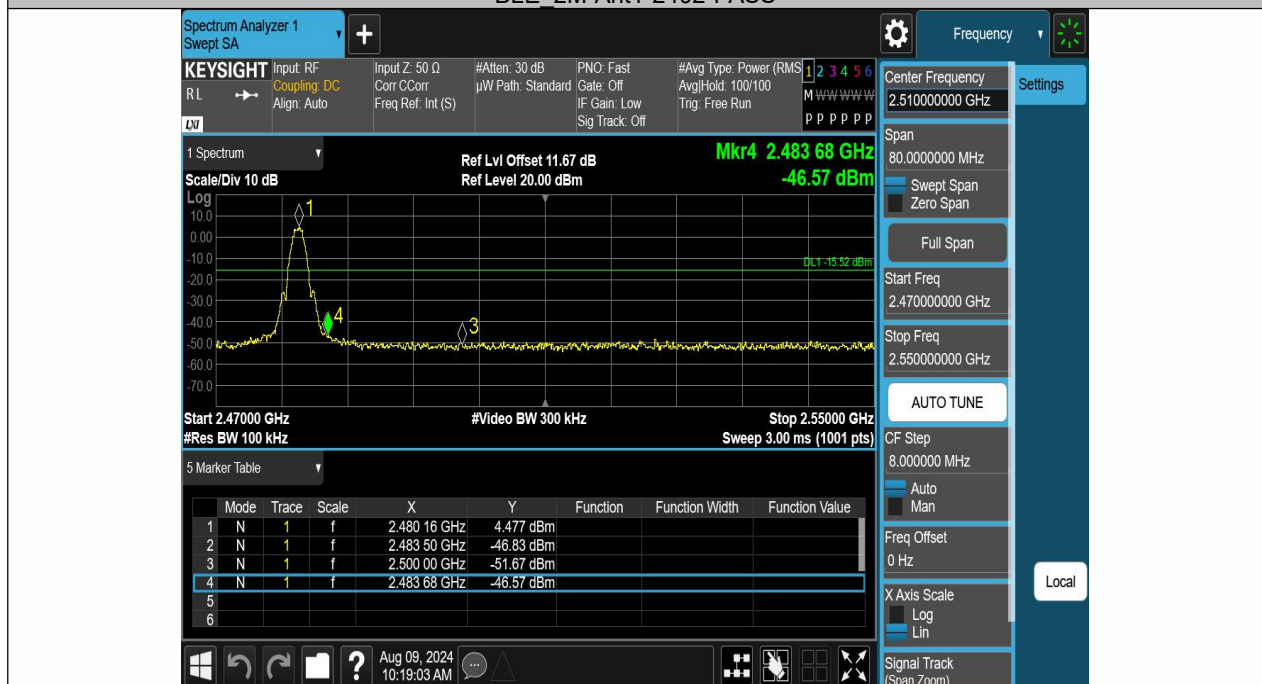 Spectrum Analyzer 1
Swept SA
Frequency
KEYSIGHT
RL
LXI
Input: RF
Coupling: DC
Align: Auto
Input Z: 50 Ω
Corr CCorr
Freq Ref: Int (S)
#Atten: 30 dB
µW Path: Standard
PNO: Fast
Gate: Off
IF Gain: Low
Sig Track: Off
#Avg Type: Power (RMS
Avg|Hold: 100/100
Trig: Free Run
1 2 3 4 5 6
M W W W W W
P P P P P P
1 Spectrum
Scale/Div 10 dB
Ref Lvl Offset 11.67 dB
Ref Level 20.00 dBm
Mkr4 2.483 68 GHz
-46.57 dBm
Log
10.0
0.00
-10.0
-20.0
-30.0
-40.0
-50.0
-60.0
-70.0
1
4
3
DL1 -15.52 dBm
Start 2.47000 GHz
#Video BW 300 kHz
Stop 2.55000 GHz
#Res BW 100 kHz
Sweep 3.00 ms (1001 pts)
5 Marker Table
Mode Trace Scale X Y Function Function Width Function Value
1 N 1 f 2.480 16 GHz 4.477 dBm
2 N 1 f 2.483 50 GHz -46.83 dBm
3 N 1 f 2.500 00 GHz -51.67 dBm
4 N 1 f 2.483 68 GHz -46.57 dBm
5
6
?
Aug 09, 2024
10:19:03 AM
Center Frequency
2.510000000 GHz
Settings
Span
80.0000000 MHz
Swept Span
Zero Span
Full Span
Start Freq
2.470000000 GHz
Stop Freq
2.550000000 GHz
AUTO TUNE
CF Step
8.000000 MHz
Auto
Man
Freq Offset
0 Hz
Local
X Axis Scale
Log
Lin
Signal Track
(Span Zoom)